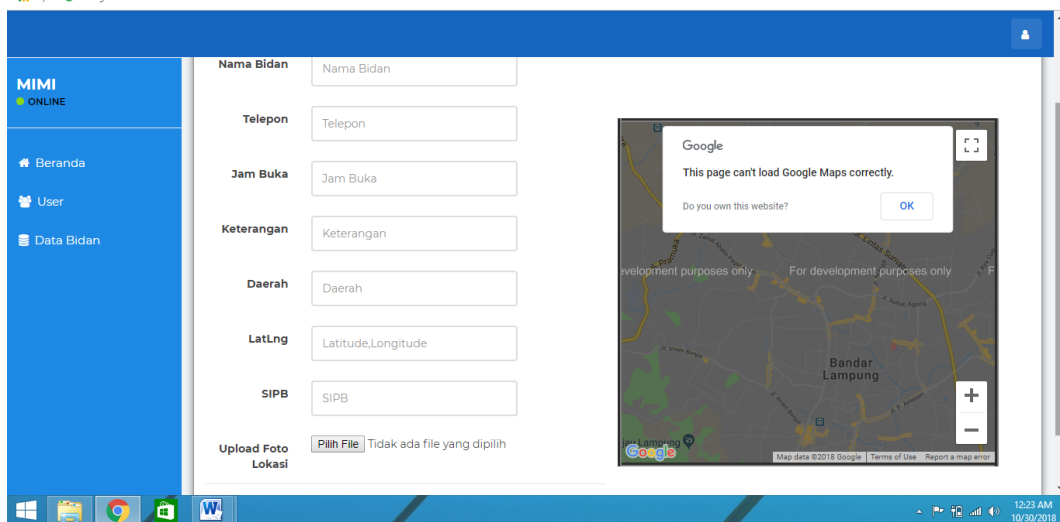 MIMI
ONLINE
Beranda
User
Data Bidan
Nama Bidan
Nama Bidan
Telepon
Telepon
Jam Buka
Jam Buka
Keterangan
Keterangan
Daerah
Daerah
LatLng
Latitude,Longitude
SIPB
SIPB
Upload Foto
Lokasi
Pilih File Tidak ada file yang dipilih
Google
This page can't load Google Maps correctly.
Do you own this website?
OK
For development purposes only
Bandar
Lampung
Google
Map data ©2018 Google
Terms of Use
Report a map error
12:23 AM
10/30/2018